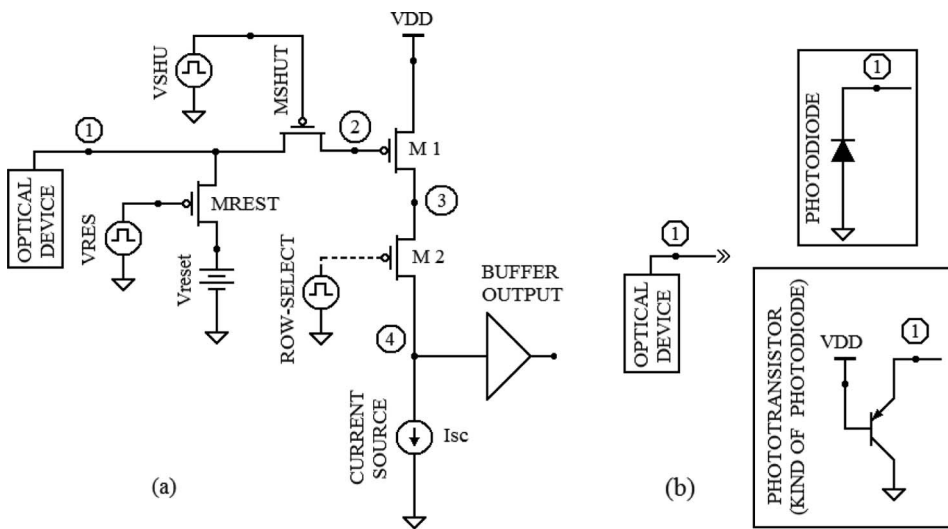 VDD
VSHU
MSHUT
1
2
M 1
OPTICAL
DEVICE
MREST
3
VRES
Vreset
M 2
ROW-SELECT
BUFFER
OUTPUT
4
CURRENT
SOURCE
Isc
(a)
1
OPTICAL
DEVICE
(b)
PHOTODIODE
1
PHOTOTRANSISTOR
(KIND OF PHOTODIODE)
VDD
1